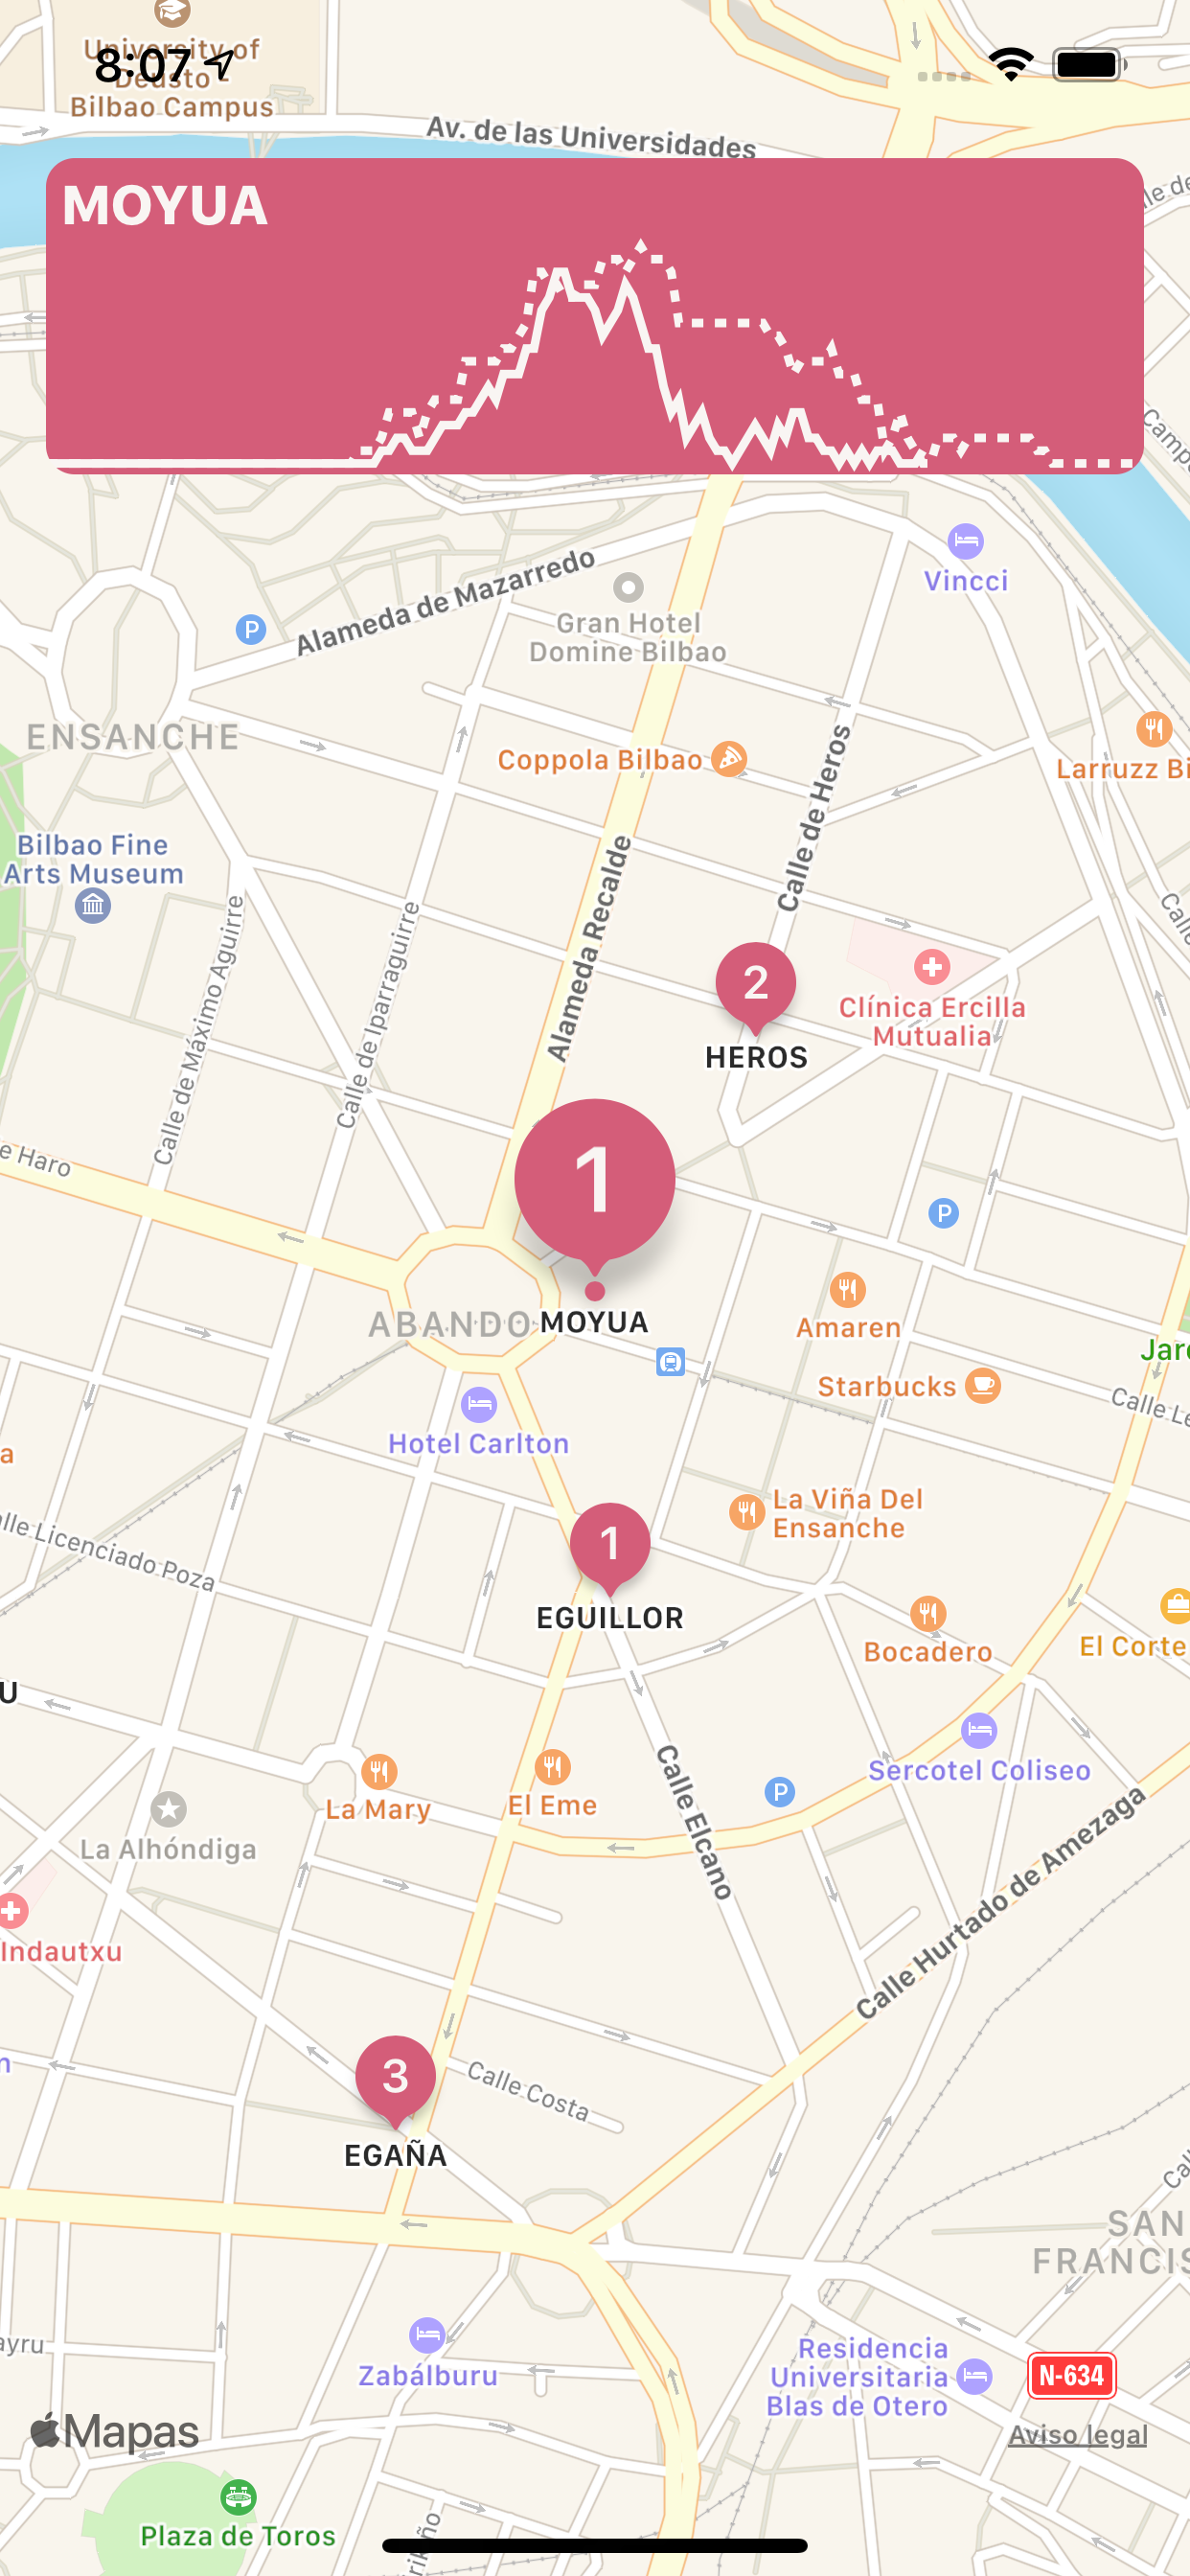 University of
Deusto -
Bilbao Campus
8:07
Av. de las Universidades
MOYUA
Alameda de Mazarredo
Vincci
P
Gran Hotel
Domine Bilbao
ENSANCHE
Coppola Bilbao
Larruzz Bi
Calle de Heros
Bilbao Fine
Arts Museum
Alameda Recalde
Calle de Máximo Aguirre
Calle de Iparraguirre
2
HEROS
Clínica Ercilla
Mutualia
e Haro
1
P
ABANDO
MOYUA
Amaren
Jar
Starbucks
Calle Le
Hotel Carlton
a
La Viña Del
Ensanche
alle Licenciado Poza
1
EGUILLOR
Bocadero
El Corte
U
Sercotel Coliseo
La Mary
El Eme
P
La Alhóndiga
Calle Elcano
Calle Hurtado de Amezaga
Indautxu
n
3
Calle Costa
EGAÑA
SAN
FRANCIS
ayru
Zabálburu
Residencia
Universitaria
Blas de Otero
N-634
Mapas
Aviso legal
Plaza de Toros